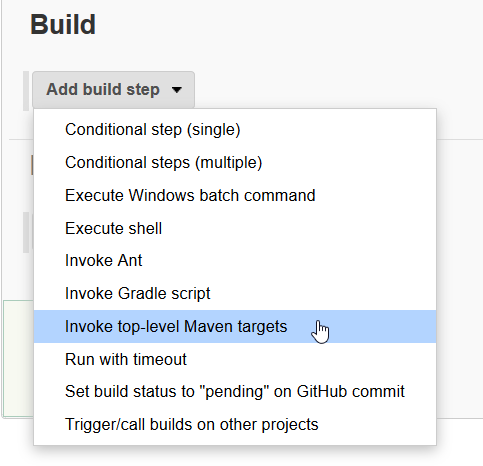 Build
Add build step
Conditional step (single)
Conditional steps (multiple)
Execute Windows batch command
Execute shell
Invoke Ant
Invoke Gradle script
Invoke top-level Maven targets
Run with timeout
Set build status to "pending" on GitHub commit
Trigger/call builds on other projects